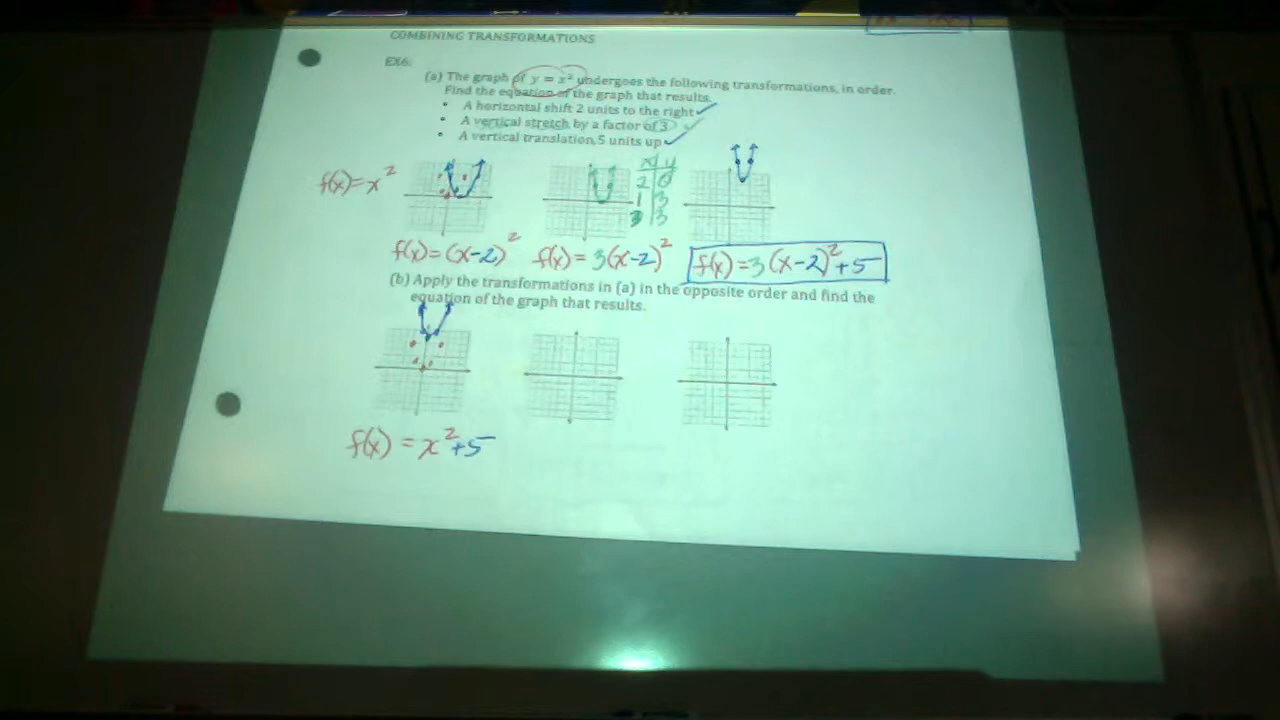 COMBINING TRANSFORMATIONS
EX6:
(a) The graph of y = x² undergoes the following transformations, in order.
Find the equation of the graph that results.
• A horizontal shift 2 units to the right ✓
• A vertical stretch by a factor of 3 ✓
• A vertical translation 5 units up ✓
f(x)=x²
x | y
2 | 0
1 | 3
3 | 3
f(x)=(x-2)² f(x)=3(x-2)² f(x)=3(x-2)²+5
(b) Apply the transformations in (a) in the opposite order and find the
equation of the graph that results.
f(x) = x²+5